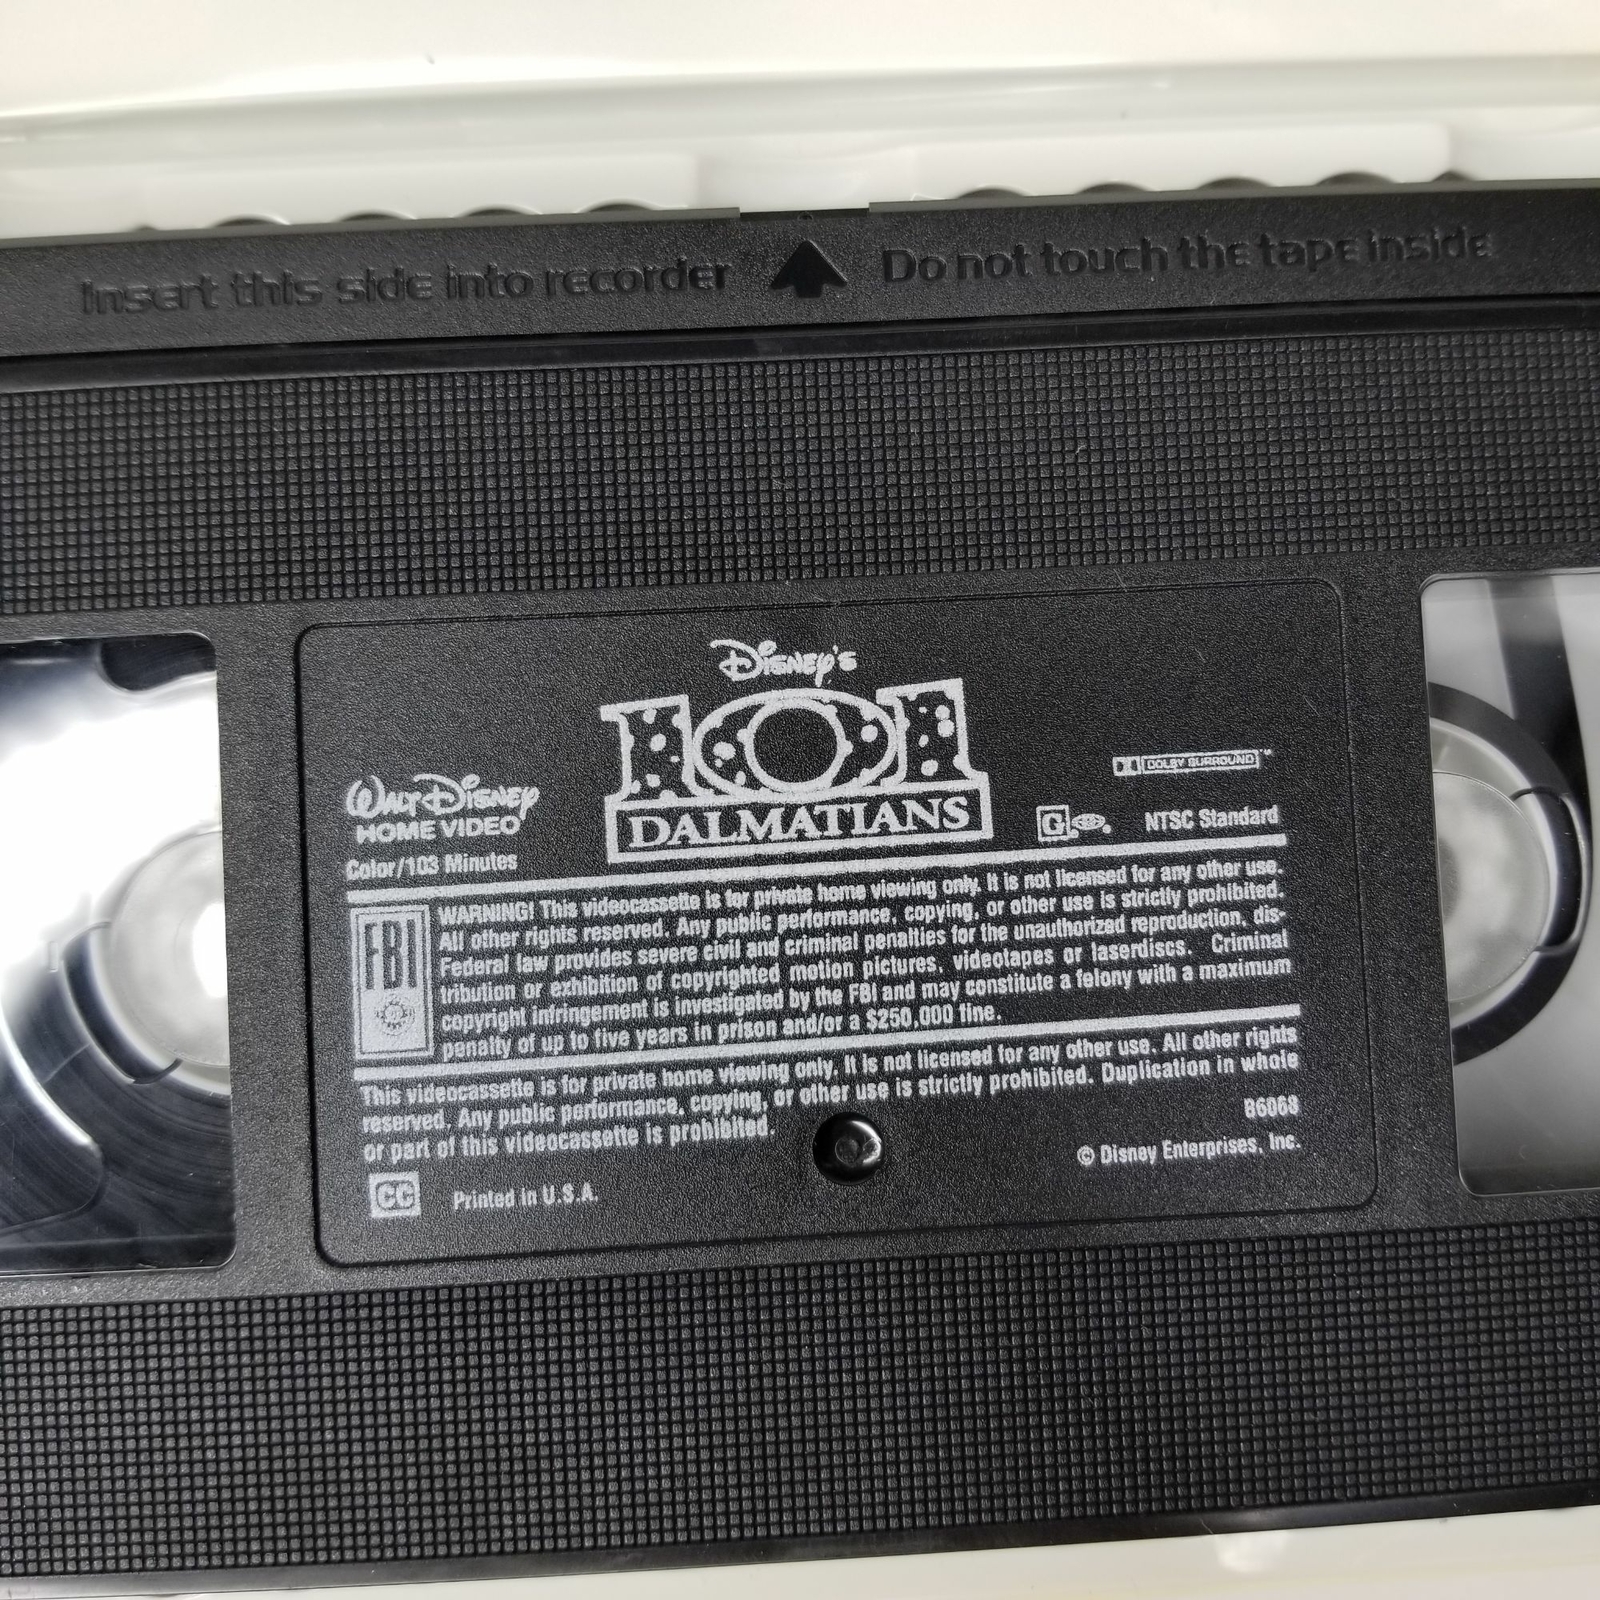 Insert this side into recorder Do not touch the tape inside
DISNEY'S
101
DALMATIANS
WALT DISNEY
HOME VIDEO
Color/103 Minutes
DOLBY SURROUND™
G NTSC Standard
FBI
WARNING! This videocassette is for private home viewing only. It is not licensed for any other use.
All other rights reserved. Any public performance, copying, or other use is strictly prohibited.
Federal law provides severe civil and criminal penalties for the unauthorized reproduction, dis-
tribution or exhibition of copyrighted motion pictures, videotapes or laserdiscs. Criminal
copyright infringement is investigated by the FBI and may constitute a felony with a maximum
penalty of up to five years in prison and/or a $250,000 fine.
This videocassette is for private home viewing only. It is not licensed for any other use. All other rights
reserved. Any public performance, copying, or other use is strictly prohibited. Duplication in whole
or part of this videocassette is prohibited.
B6068
© Disney Enterprises, Inc.
CC Printed in U.S.A.